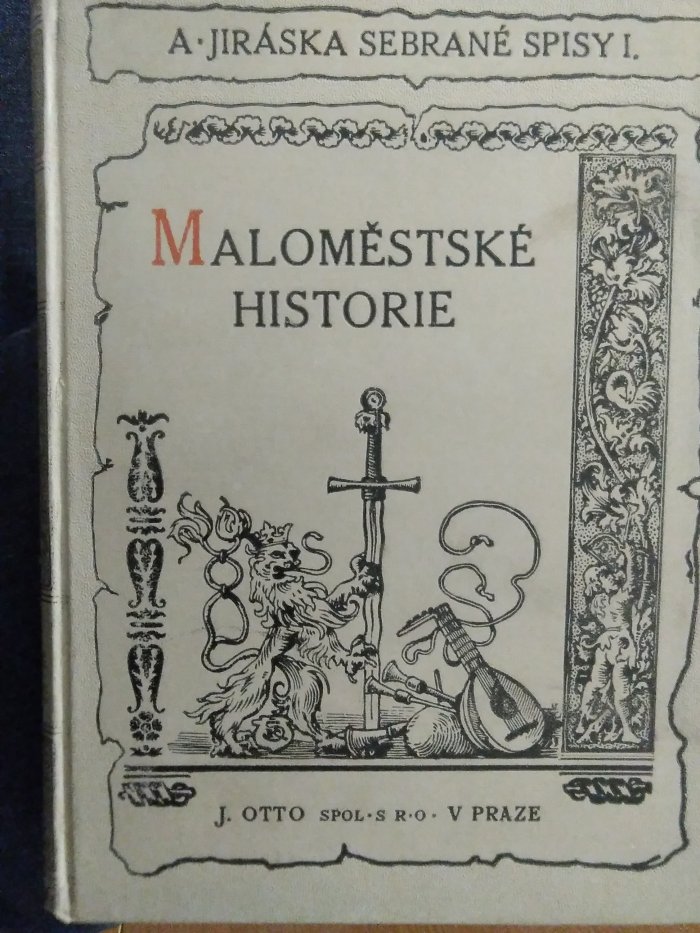 A·JIRÁSKA SEBRANÉ SPISY I.
MALOMĚSTSKÉ
HISTORIE
J. OTTO SPOL·S R·O· V PRAZE